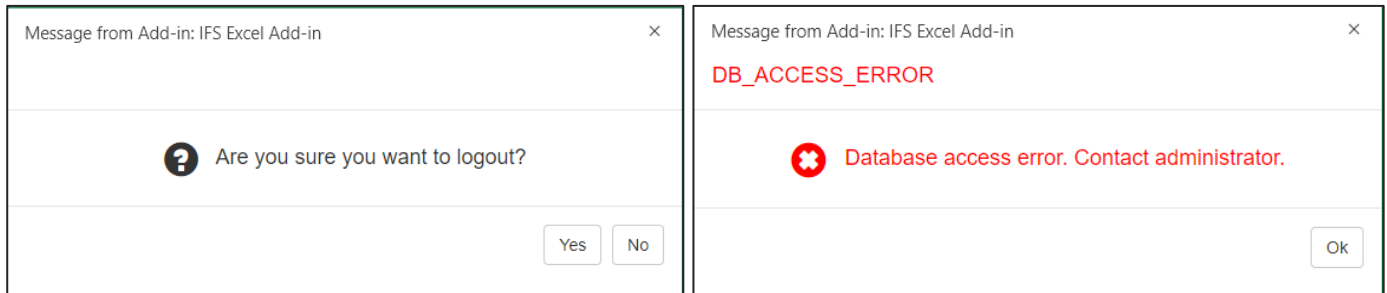 Message from Add-in: IFS Excel Add-in
Are you sure you want to logout?
Yes
No
Message from Add-in: IFS Excel Add-in
DB_ACCESS_ERROR
Database access error. Contact administrator.
Ok